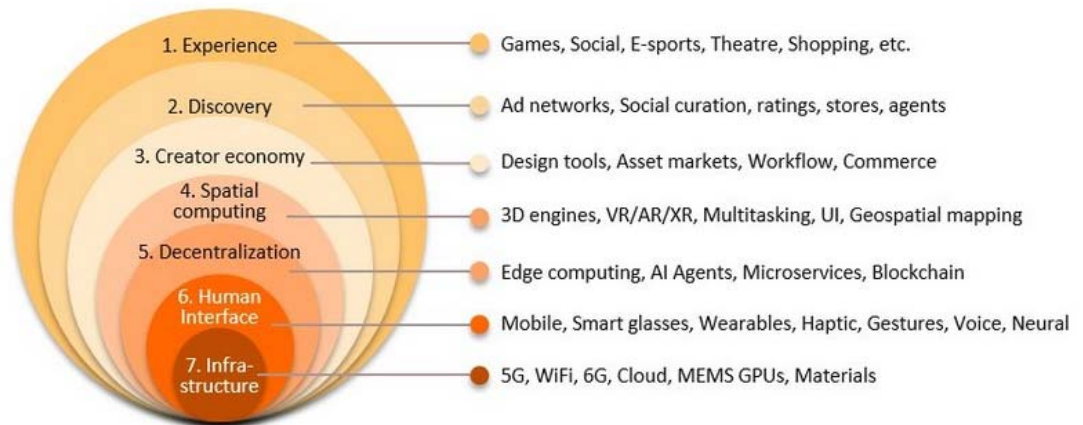 1. Experience
Games, Social, E-sports, Theatre, Shopping, etc.
2. Discovery
Ad networks, Social curation, ratings, stores, agents
3. Creator economy
Design tools, Asset markets, Workflow, Commerce
4. Spatial
computing
3D engines, VR/AR/XR, Multitasking, UI, Geospatial mapping
5. Decentralization
Edge computing, AI Agents, Microservices, Blockchain
6. Human
Interface
Mobile, Smart glasses, Wearables, Haptic, Gestures, Voice, Neural
7. Infra-
structure
5G, WiFi, 6G, Cloud, MEMS GPUs, Materials